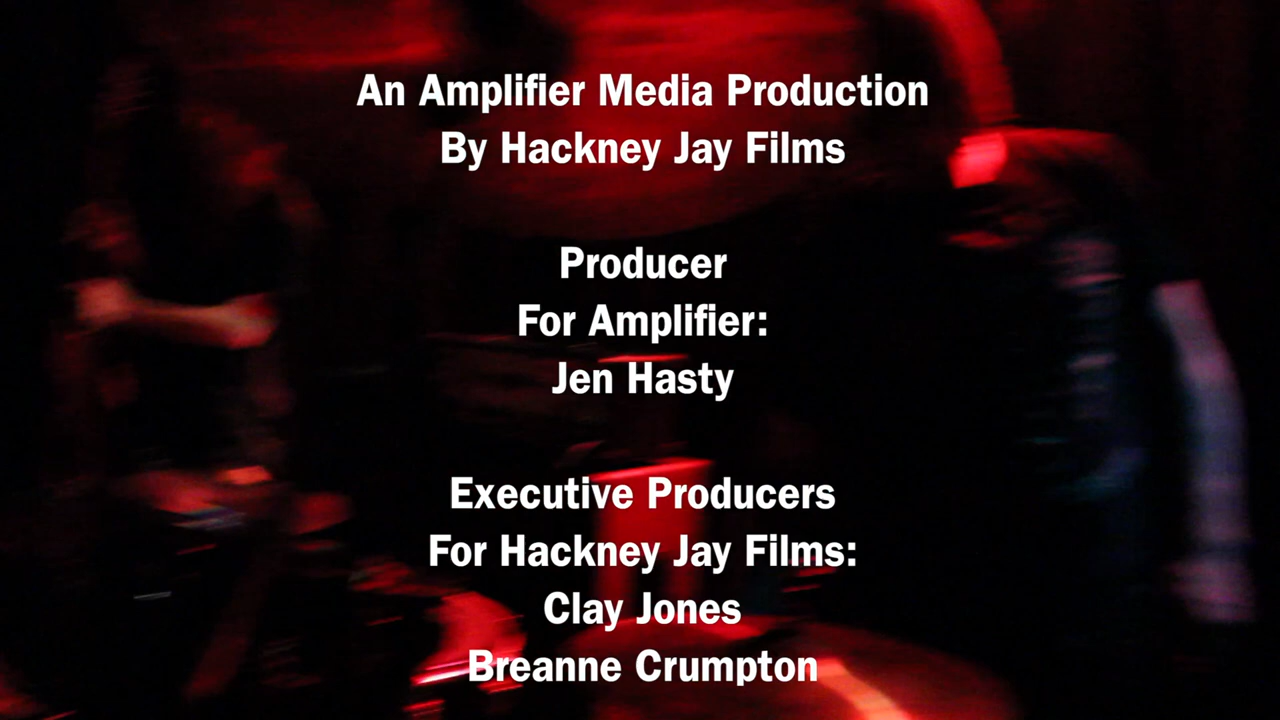 An Amplifier Media Production
By Hackney Jay Films
Producer
For Amplifier:
Jen Hasty
Executive Producers
For Hackney Jay Films:
Clay Jones
Breanne Crumpton